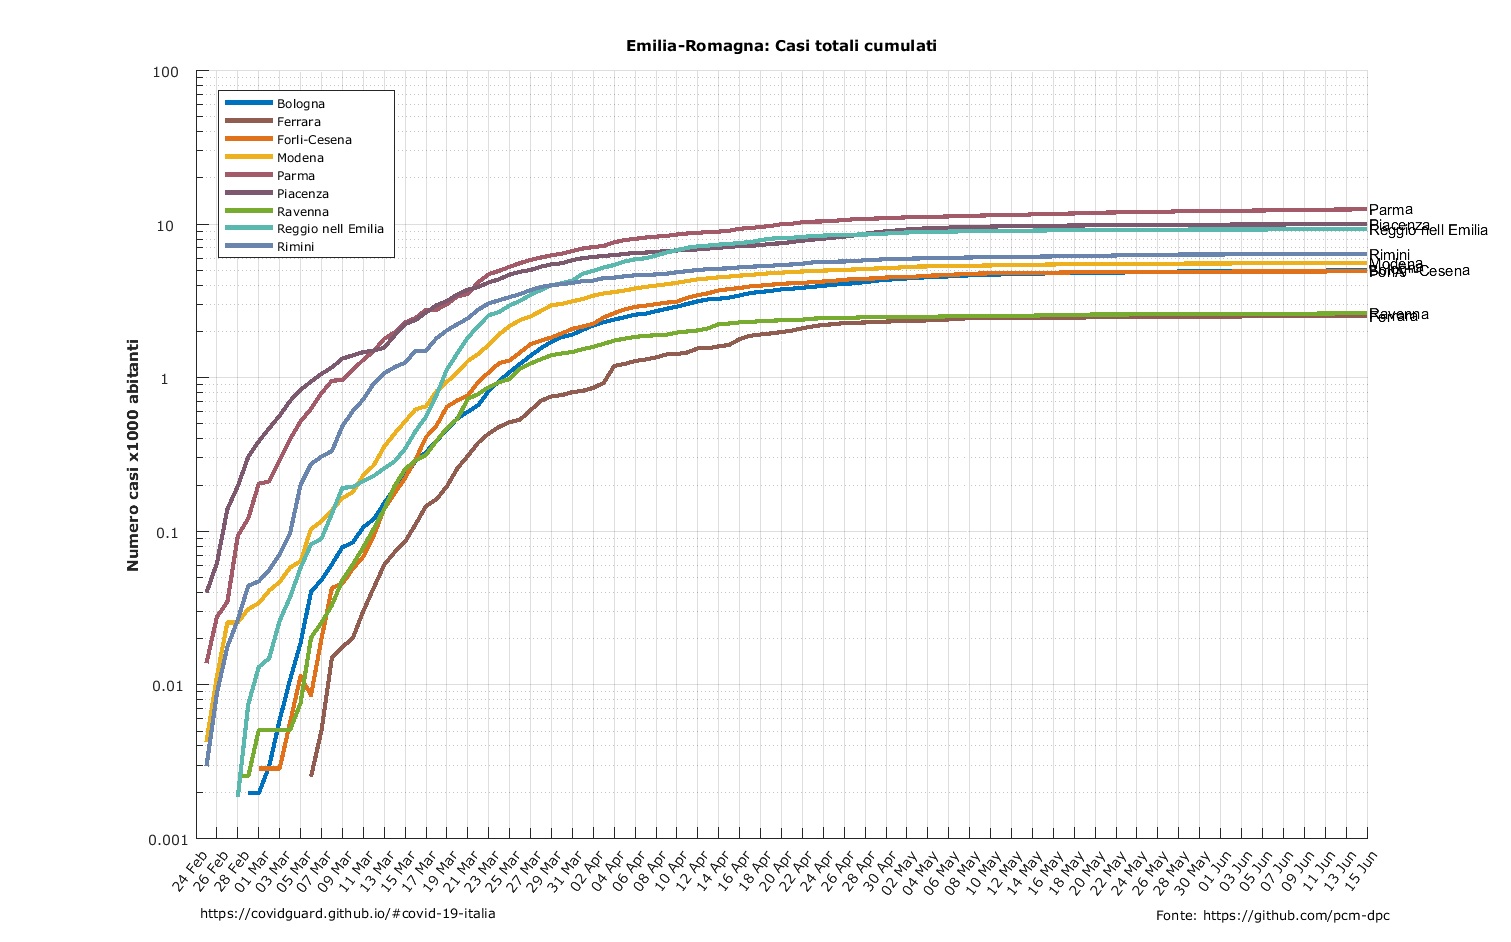 Emilia-Romagna: Casi totali cumulati
Numero casi x1000 abitanti
100
10
1
0.1
0.01
0.001
Bologna
Ferrara
Forlì-Cesena
Modena
Parma
Piacenza
Ravenna
Reggio nell Emilia
Rimini
Parma
Piacenza
Reggio nell Emilia
Rimini
Modena
Bologna
Forlì-Cesena
Ravenna
Ferrara
24 Feb
26 Feb
28 Feb
01 Mar
03 Mar
05 Mar
07 Mar
09 Mar
11 Mar
13 Mar
15 Mar
17 Mar
19 Mar
21 Mar
23 Mar
25 Mar
27 Mar
29 Mar
31 Mar
02 Apr
04 Apr
06 Apr
08 Apr
10 Apr
12 Apr
14 Apr
16 Apr
18 Apr
20 Apr
22 Apr
24 Apr
26 Apr
28 Apr
30 Apr
02 May
04 May
06 May
08 May
10 May
12 May
14 May
16 May
18 May
20 May
22 May
24 May
26 May
28 May
30 May
01 Jun
03 Jun
05 Jun
07 Jun
09 Jun
11 Jun
13 Jun
15 Jun
https://covidguard.github.io/#covid-19-italia
Fonte: https://github.com/pcm-dpc